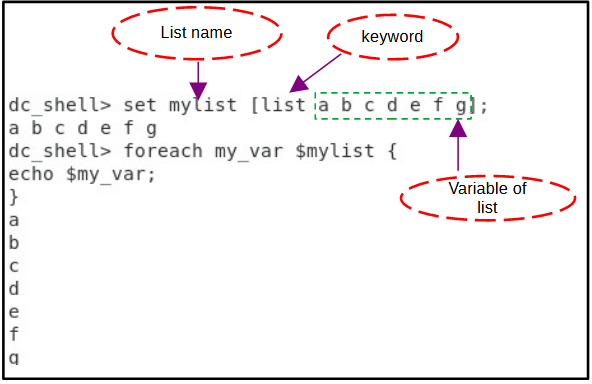 List name
keyword
dc_shell> set mylist [list a b c d e f g];
a b c d e f g
dc_shell> foreach my_var $mylist {
echo $my_var;
}
Variable of
list
a
b
c
d
e
f
g